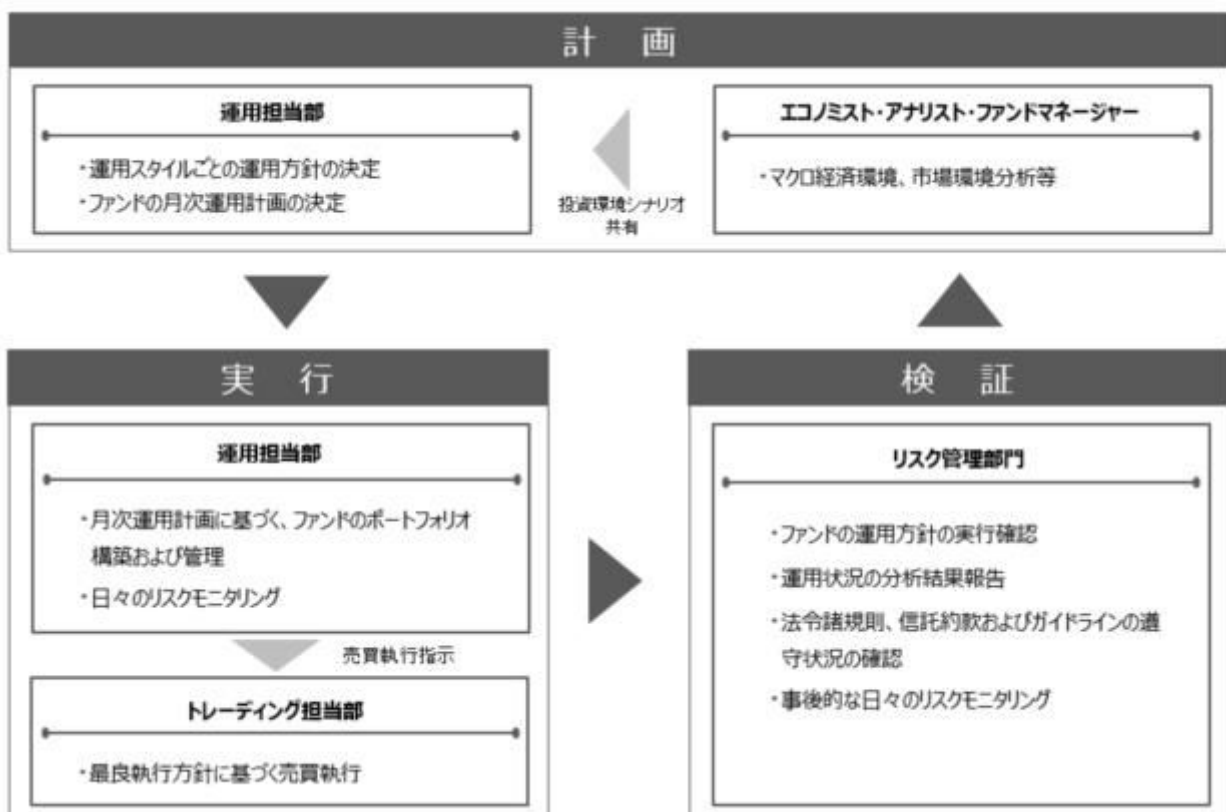 計 画
運用担当部
・運用スタイルごとの運用方針の決定
・ファンドの月次運用計画の決定
投資環境シナリオ
共有
エコノミスト・アナリスト・ファンドマネージャー
・マクロ経済環境、市場環境分析等
実 行
運用担当部
・月次運用計画に基づく、ファンドのポートフォリオ
構築および管理
・日々のリスクモニタリング
売買執行指示
トレーディング担当部
・最良執行方針に基づく売買執行
検 証
リスク管理部門
・ファンドの運用方針の実行確認
・運用状況の分析結果報告
・法令諸規則、信託約款およびガイドラインの遵
守状況の確認
・事後的な日々のリスクモニタリング